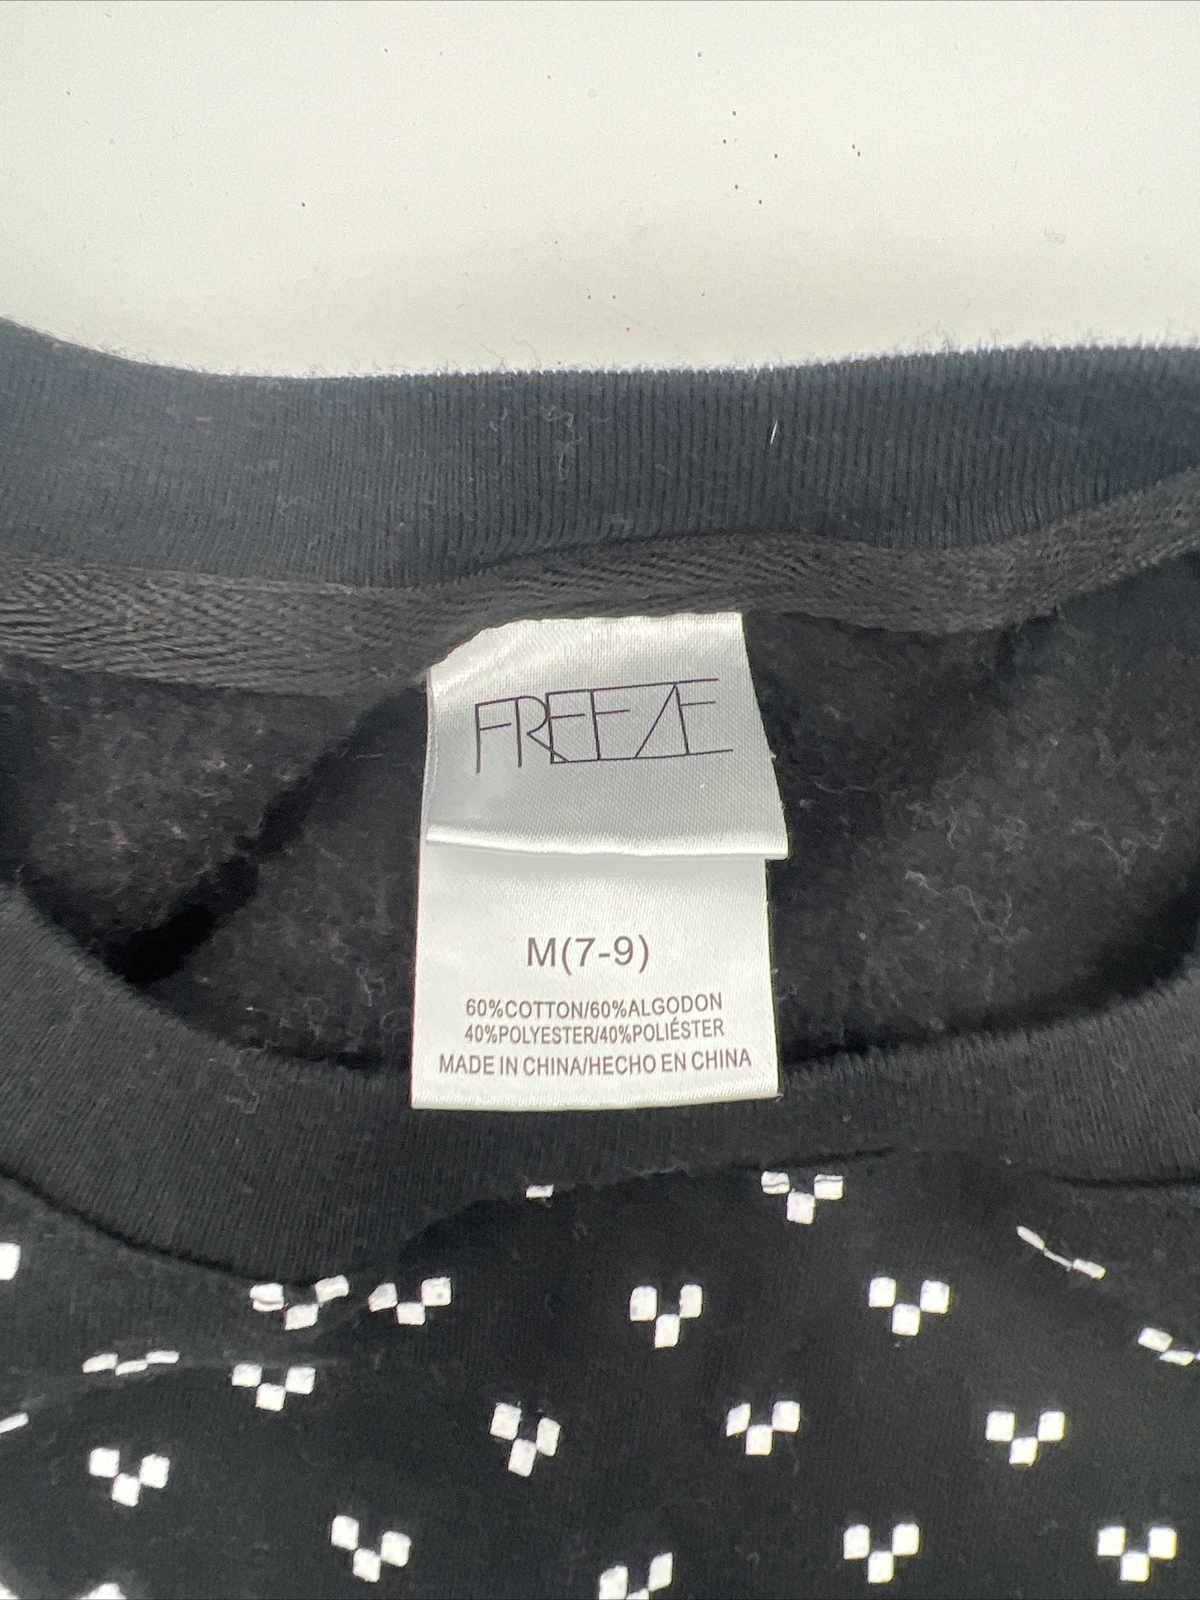 FREEZE
M(7-9)
60%COTTON/60%ALGODON
40%POLYESTER/40%POLIÉSTER
MADE IN CHINA/HECHO EN CHINA